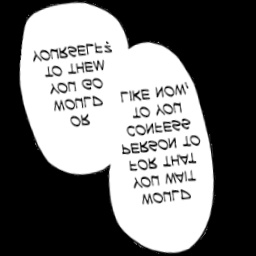 WOULD
YOU WAIT
FOR THAT
PERSON TO
CONFESS
TO YOU
LIKE NOW,
OR
WOULD
YOU GO
TO THEM
YOURSELF?